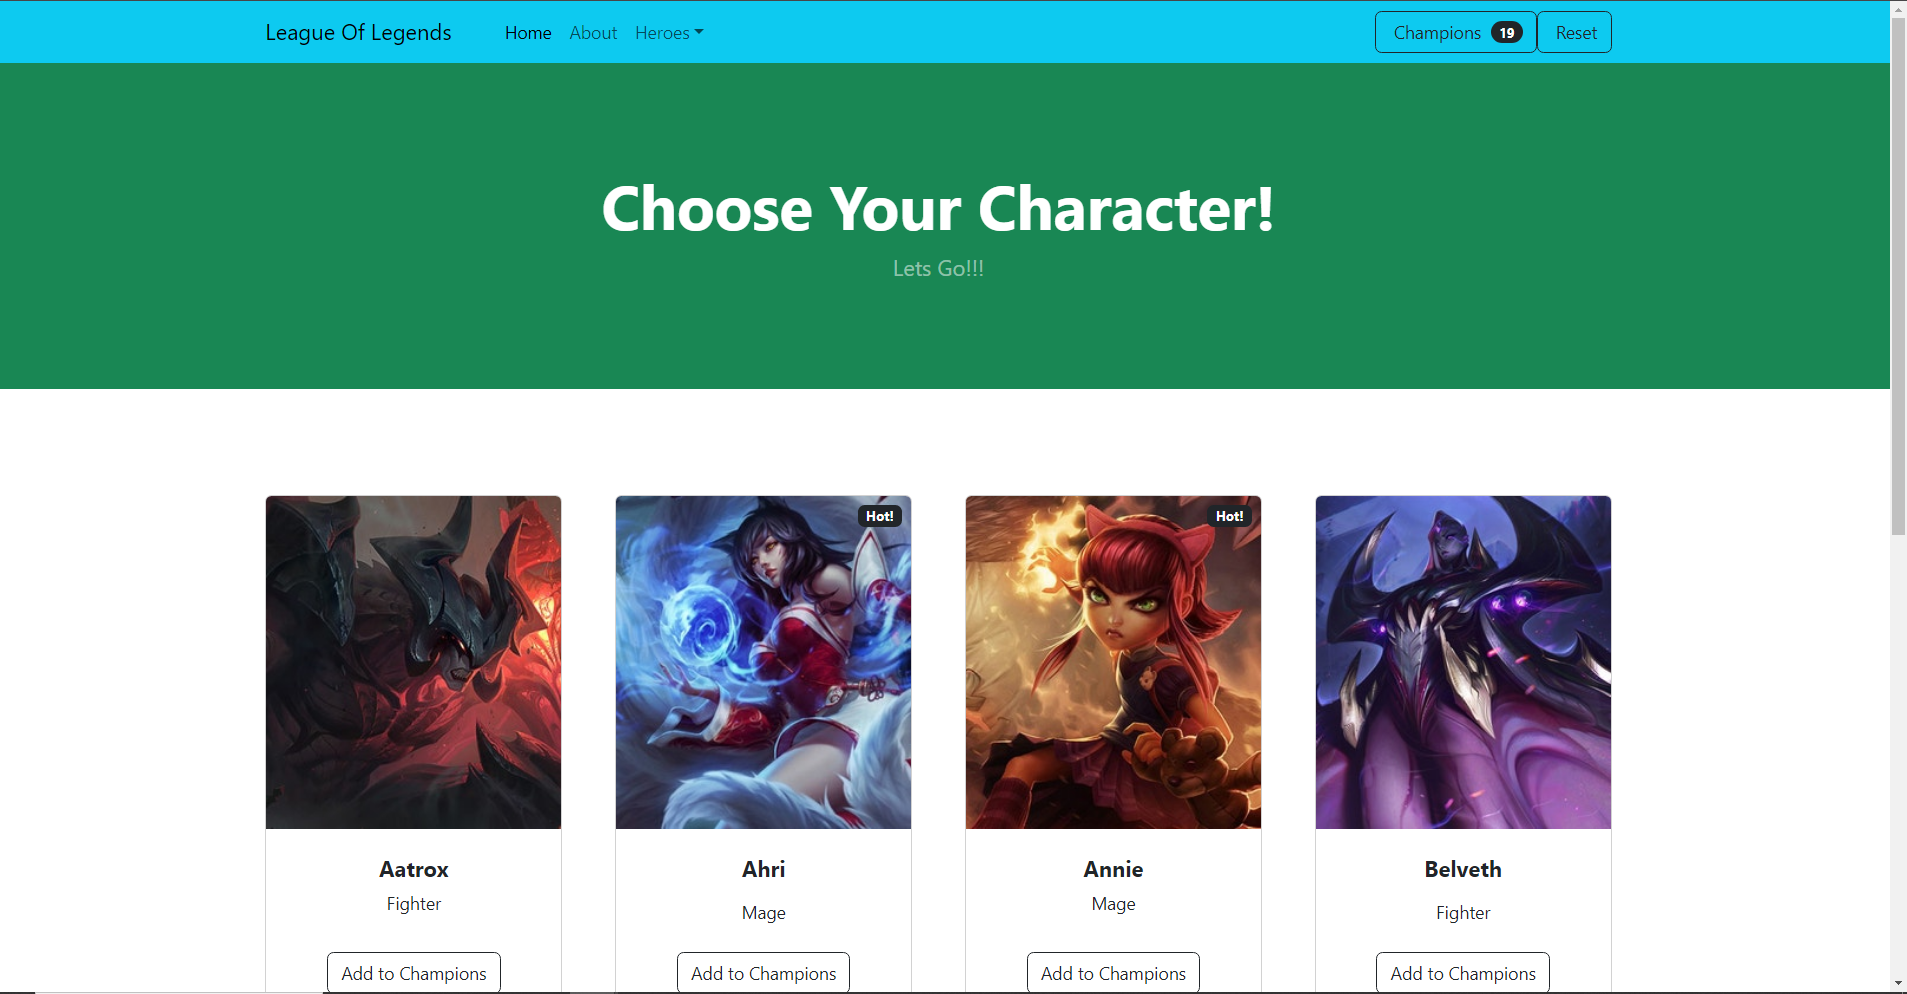 League Of Legends Home About Heroes Champions 19 Reset
Choose Your Character!
Lets Go!!!
Hot! Hot!
Aatrox Ahri Annie Belveth
Fighter Mage Mage Fighter
Add to Champions Add to Champions Add to Champions Add to Champions